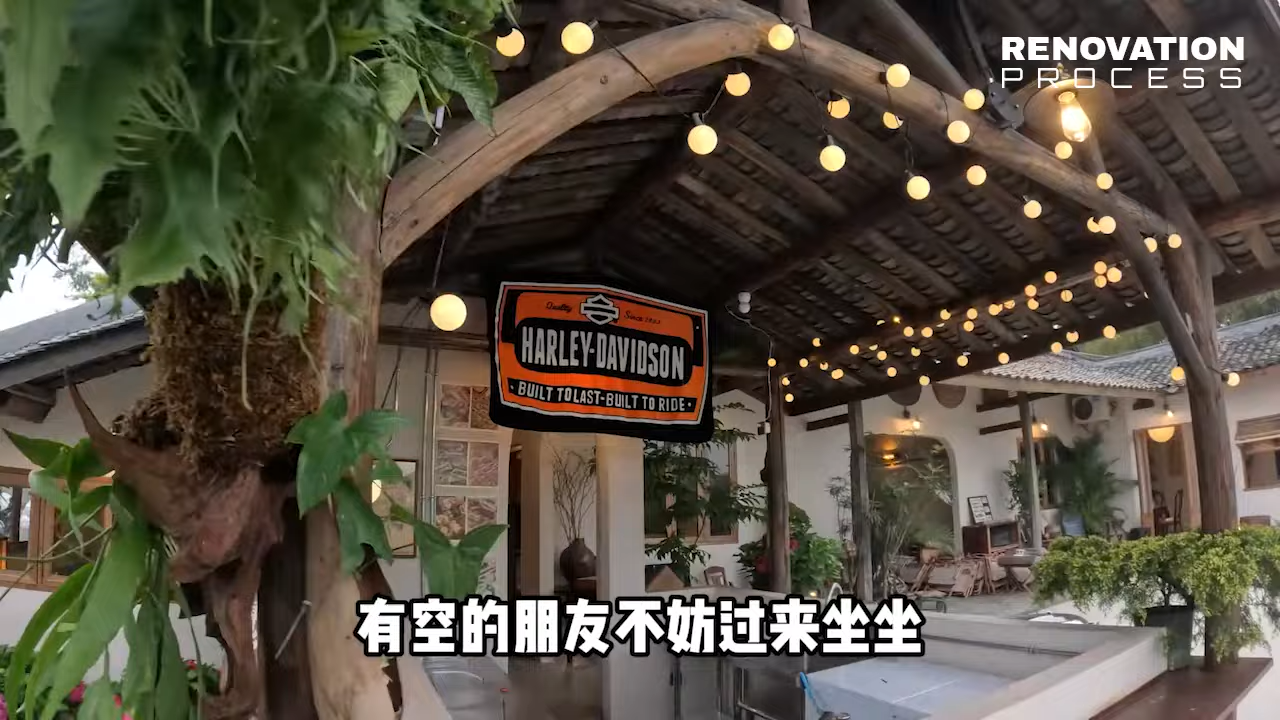 RENOVATION
PROCESS
Quality Since 1903
HARLEY-DAVIDSON
• BUILT TO LAST-BUILT TO RIDE •
有空的朋友不妨过来坐坐